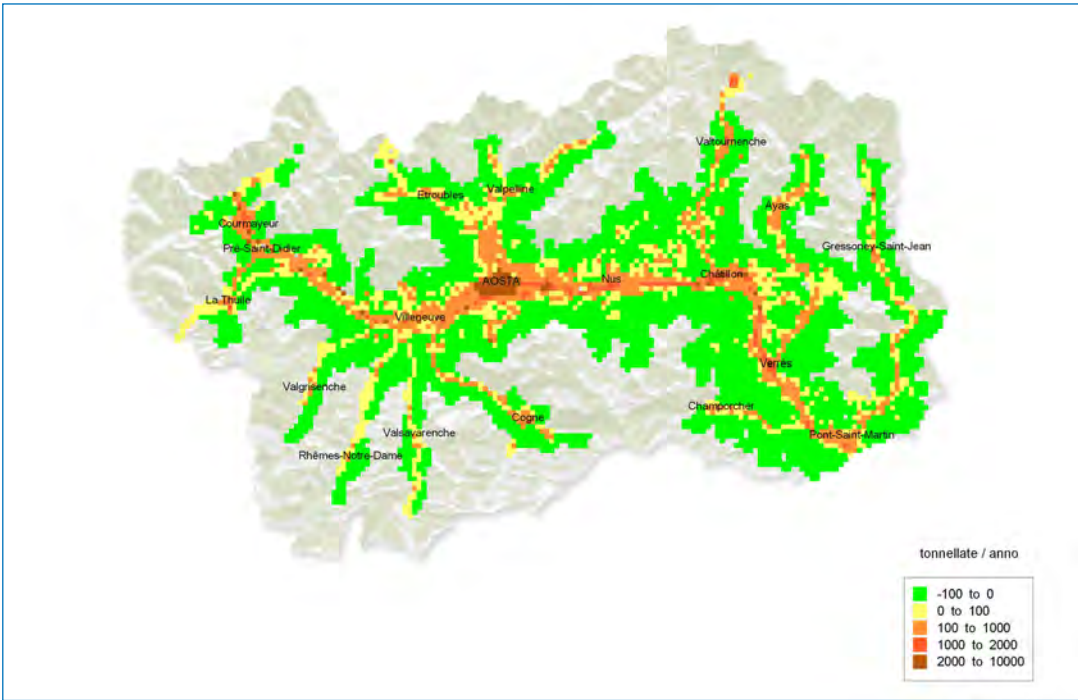 Valtournenche
Etroubles
Valpelline
Ayas
Courmayeur
Pré-Saint-Didier
Gressoney-Saint-Jean
AOSTA
Nus
Châtillon
La Thuile
Villeneuve
Verrès
Valgrisenche
Champorcher
Cogne
Valsavarenche
Pont-Saint-Martin
Rhêmes-Notre-Dame
tonnellate / anno
-100 to 0
0 to 100
100 to 1000
1000 to 2000
2000 to 10000